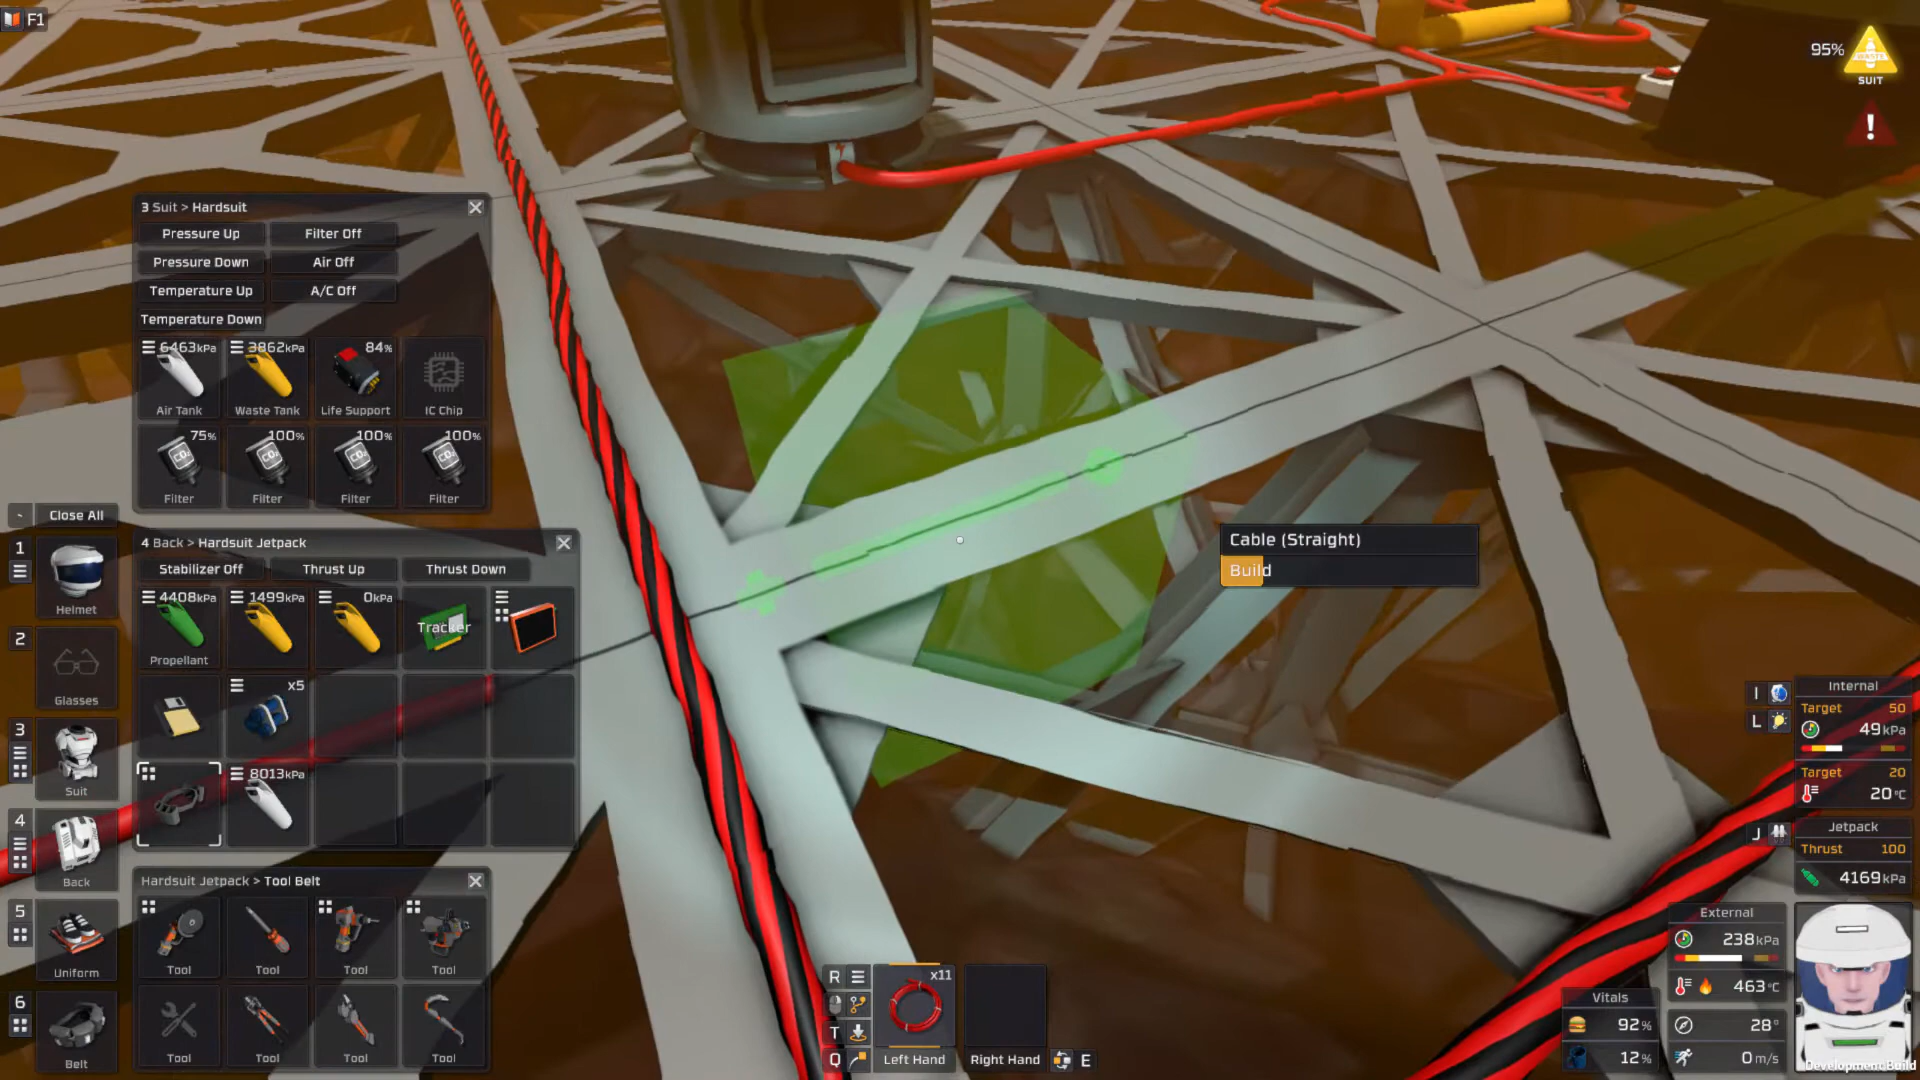 F1
95%
SUIT
!
3 Suit > Hardsuit
Pressure Up
Filter Off
Pressure Down
Air Off
Temperature Up
A/C Off
Temperature Down
6463kPa
3862kPa
84%
Air Tank
Waste Tank
Life Support
IC Chip
75%
100%
100%
100%
CO₂
CO₂
CO₂
CO₂
Filter
Filter
Filter
Filter
~
Close All
1
Helmet
2
Glasses
3
Suit
4
Back
5
Uniform
6
Belt
4 Back > Hardsuit Jetpack
Stabilizer Off
Thrust Up
Thrust Down
4408kPa
1499kPa
0kPa
Tracker
Propellant
x5
8013kPa
Hardsuit Jetpack > Tool Belt
Tool
Tool
Tool
Tool
Tool
Tool
Tool
Tool
Cable (Straight)
Build
R
T
Q
x11
Left Hand
Right Hand
E
I
L
Internal
Target 50
49kPa
Target 20
20°C
J
Jetpack
Thrust 100
4169kPa
External
238kPa
463°C
28°
0m/s
Vitals
92%
12%
Development Build